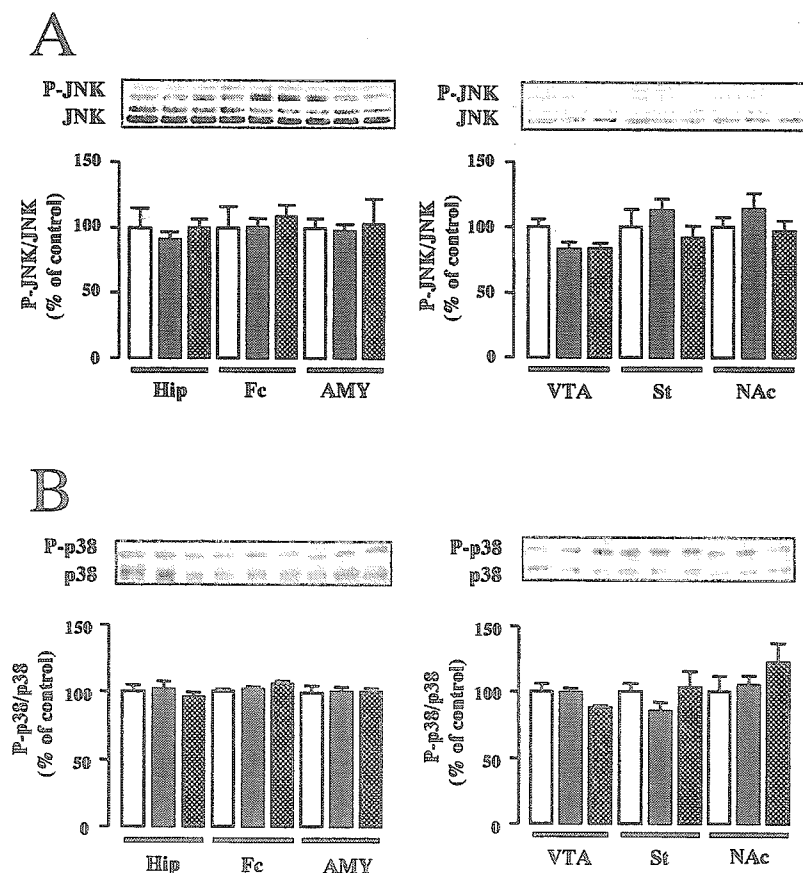 A
P-JNK
JNK
P-JNK/JNK
(% of control)
150
100
50
0
Hip Fc AMY
P-JNK
JNK
P-JNK/JNK
(% of control)
150
100
50
0
VTA St NAc
B
P-p38
p38
P-p38/p38
(% of control)
150
100
50
0
Hip Fc AMY
P-p38
p38
P-p38/p38
(% of control)
150
100
50
0
VTA St NAc